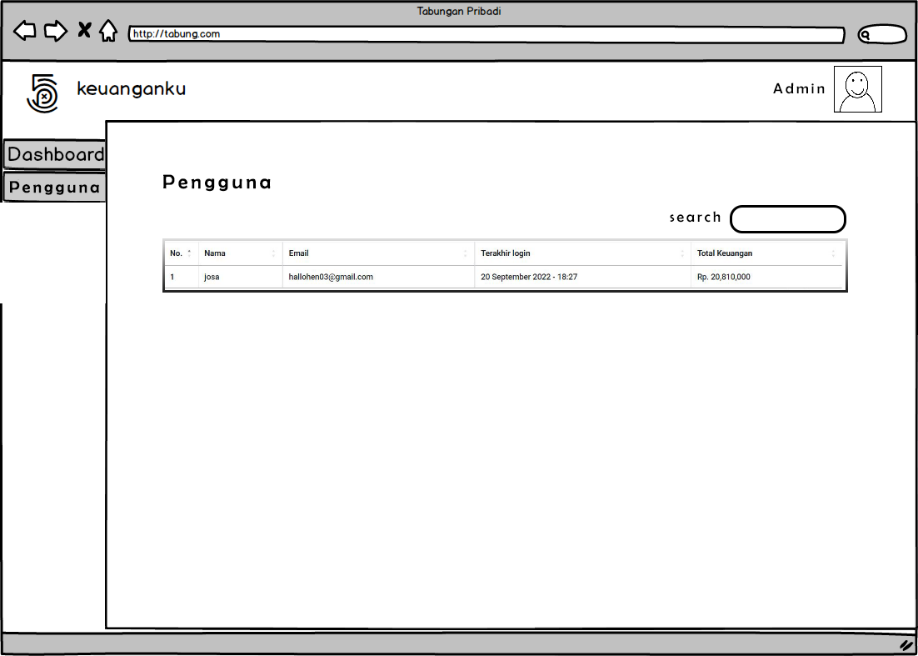 Tabungan Pribadi
http://tabung.com
keuanganku
Admin
Dashboard
Pengguna
Pengguna
search
No. Nama Email Terakhir login Total Keuangan
1 josa hallohen03@gmail.com 20 September 2022 - 18:27 Rp. 20,810,000